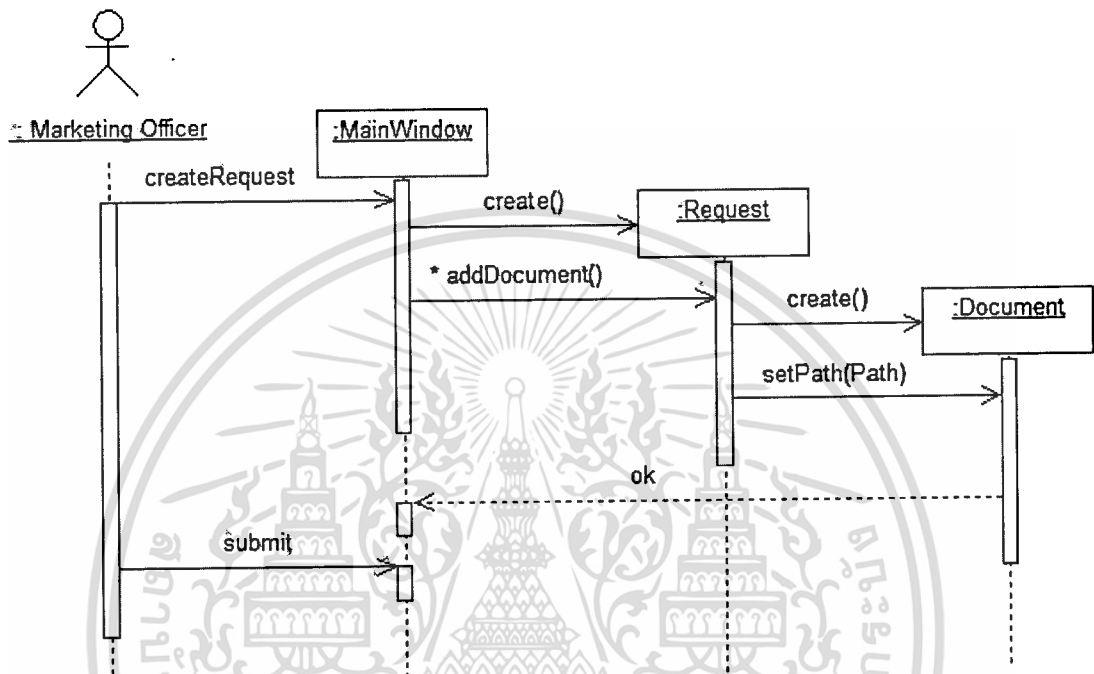 : Marketing Officer
:MainWindow
createRequest
create()
:Request
* addDocument()
create()
:Document
setPath(Path)
ok
submit